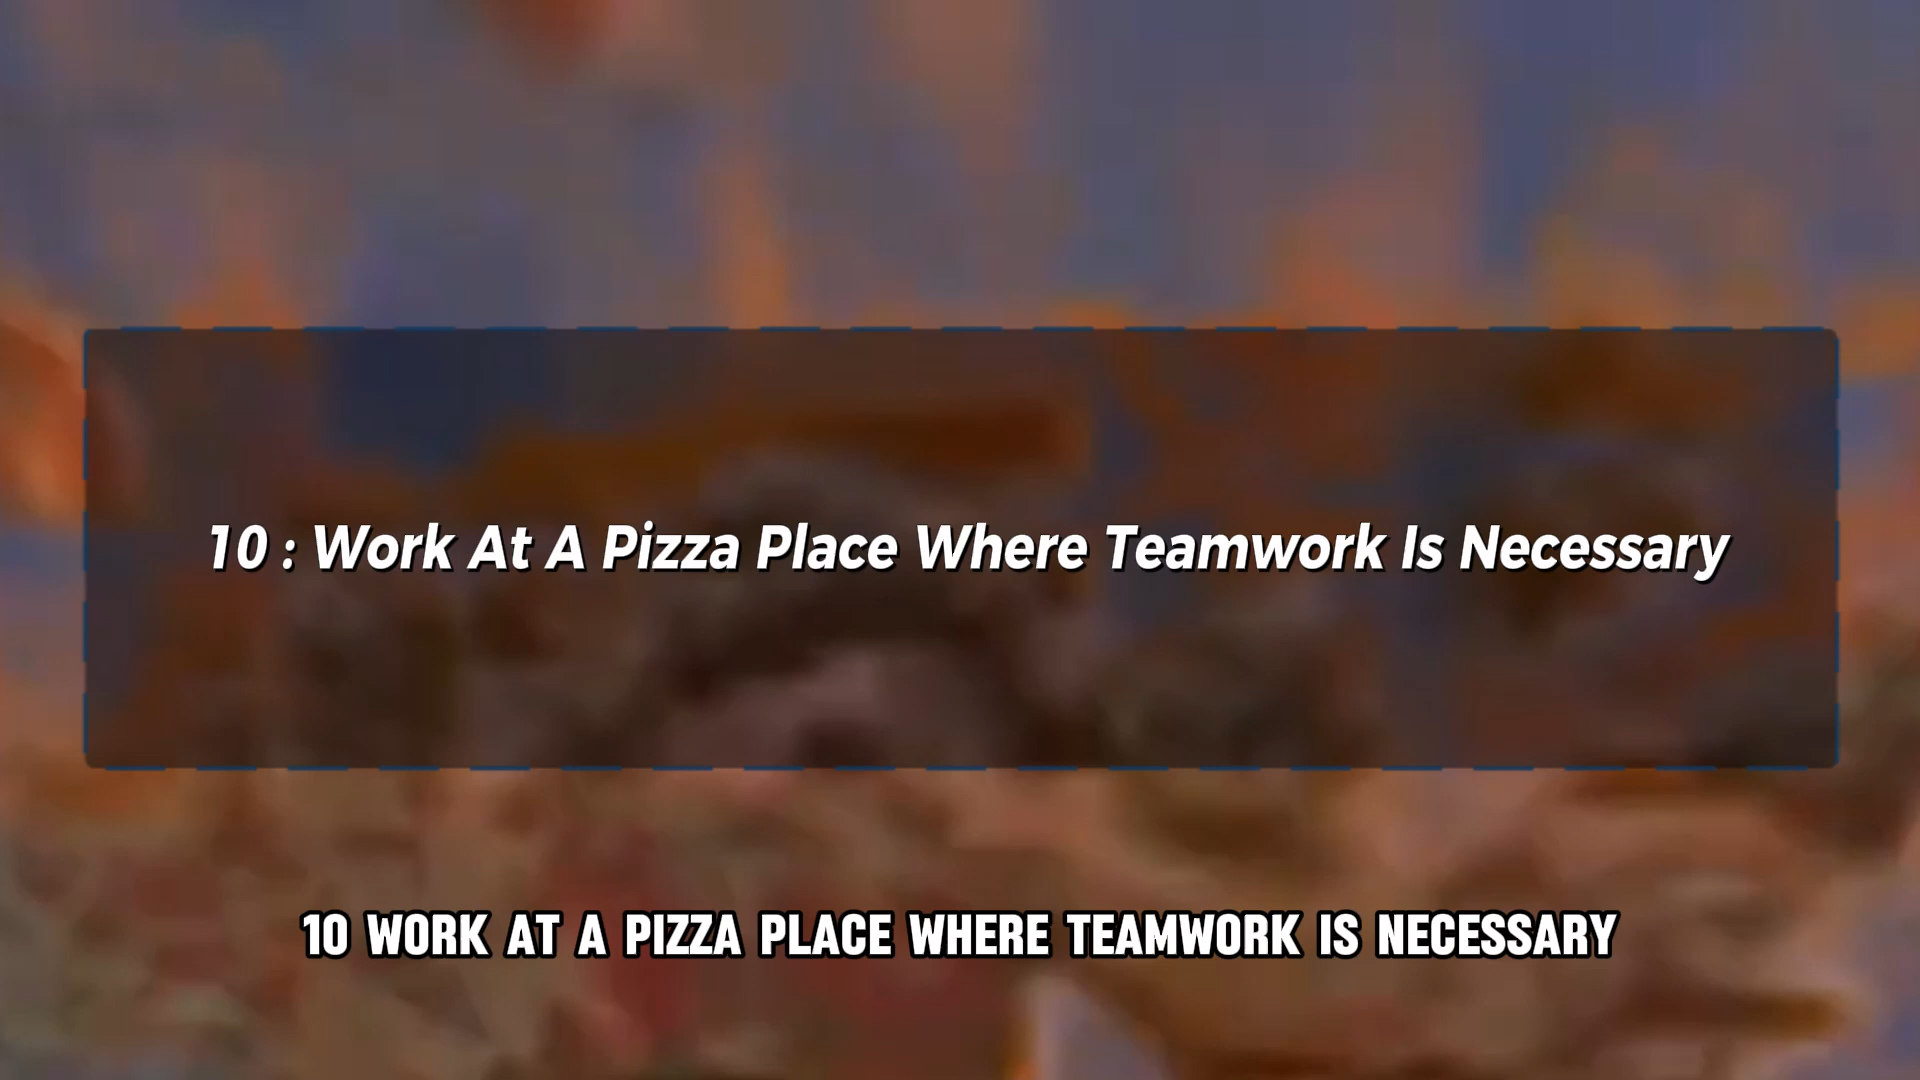 10 : Work At A Pizza Place Where Teamwork Is Necessary
10 WORK AT A PIZZA PLACE WHERE TEAMWORK IS NECESSARY